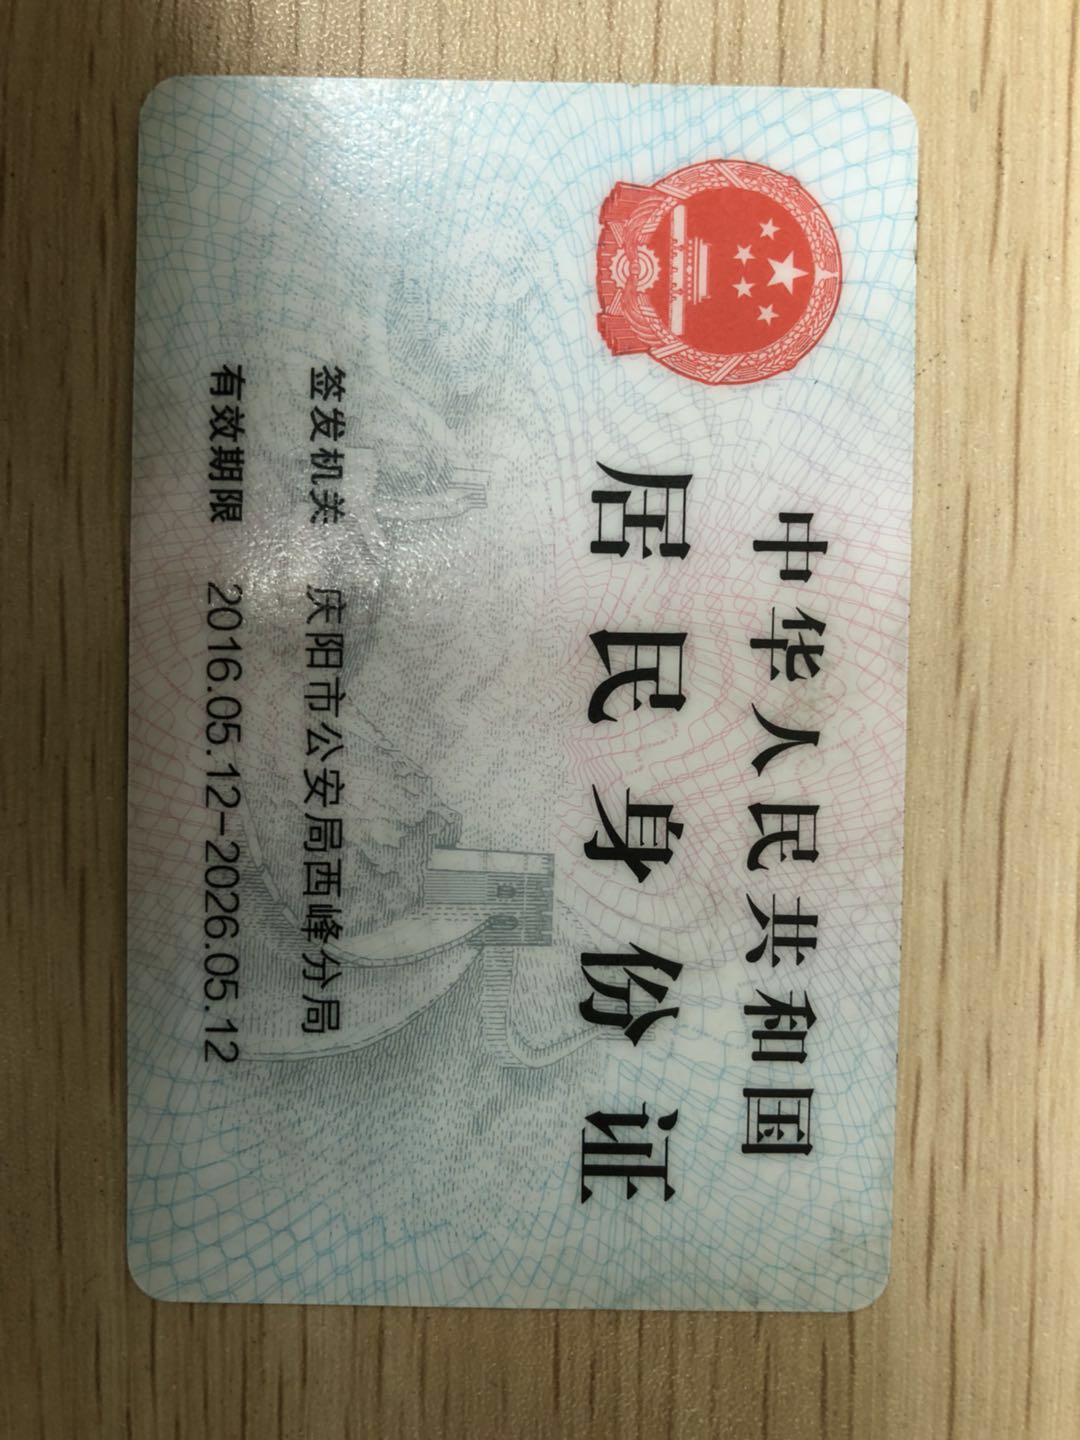 中华人民共和国
居民身份证
签发机关 庆阳市公安局西峰分局
有效期限 2016.05.12-2026.05.12